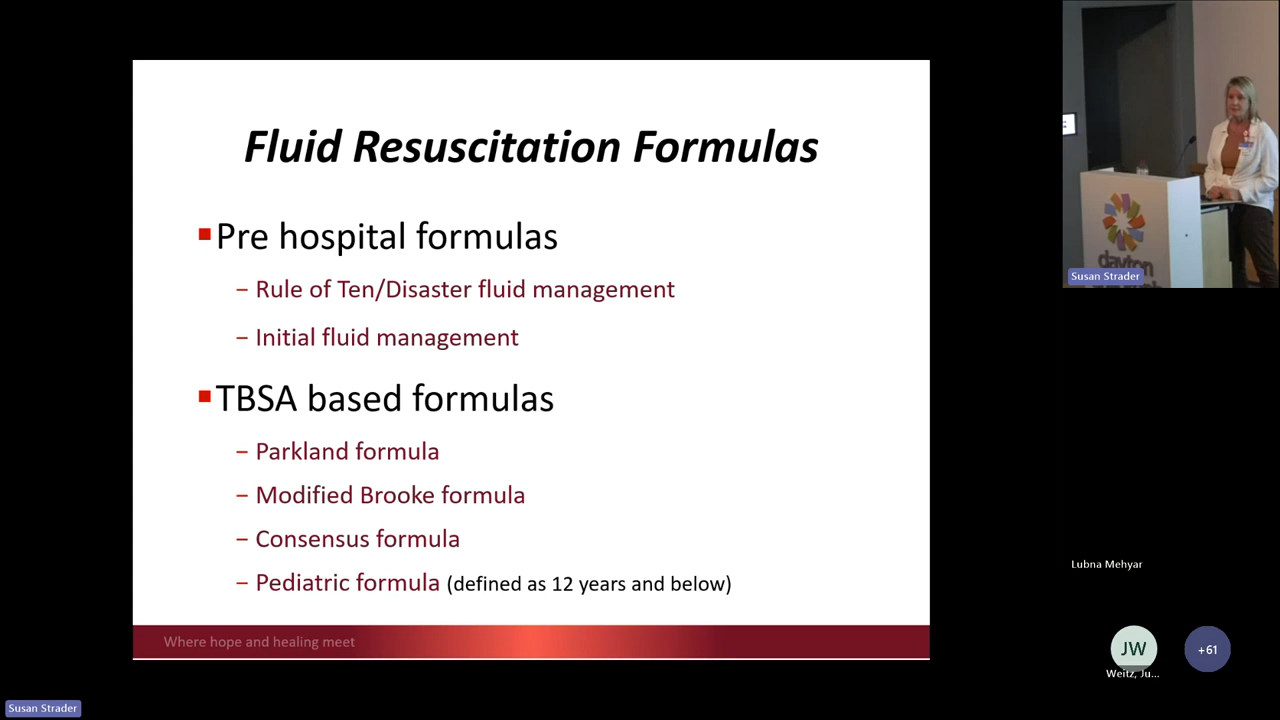 Fluid Resuscitation Formulas
Pre hospital formulas
– Rule of Ten/Disaster fluid management
– Initial fluid management
TBSA based formulas
– Parkland formula
– Modified Brooke formula
– Consensus formula
– Pediatric formula (defined as 12 years and below)
Where hope and healing meet
dayton
Susan Strader
Lubna Mehyar
JW
+61
Weitz, Ju...
Susan Strader